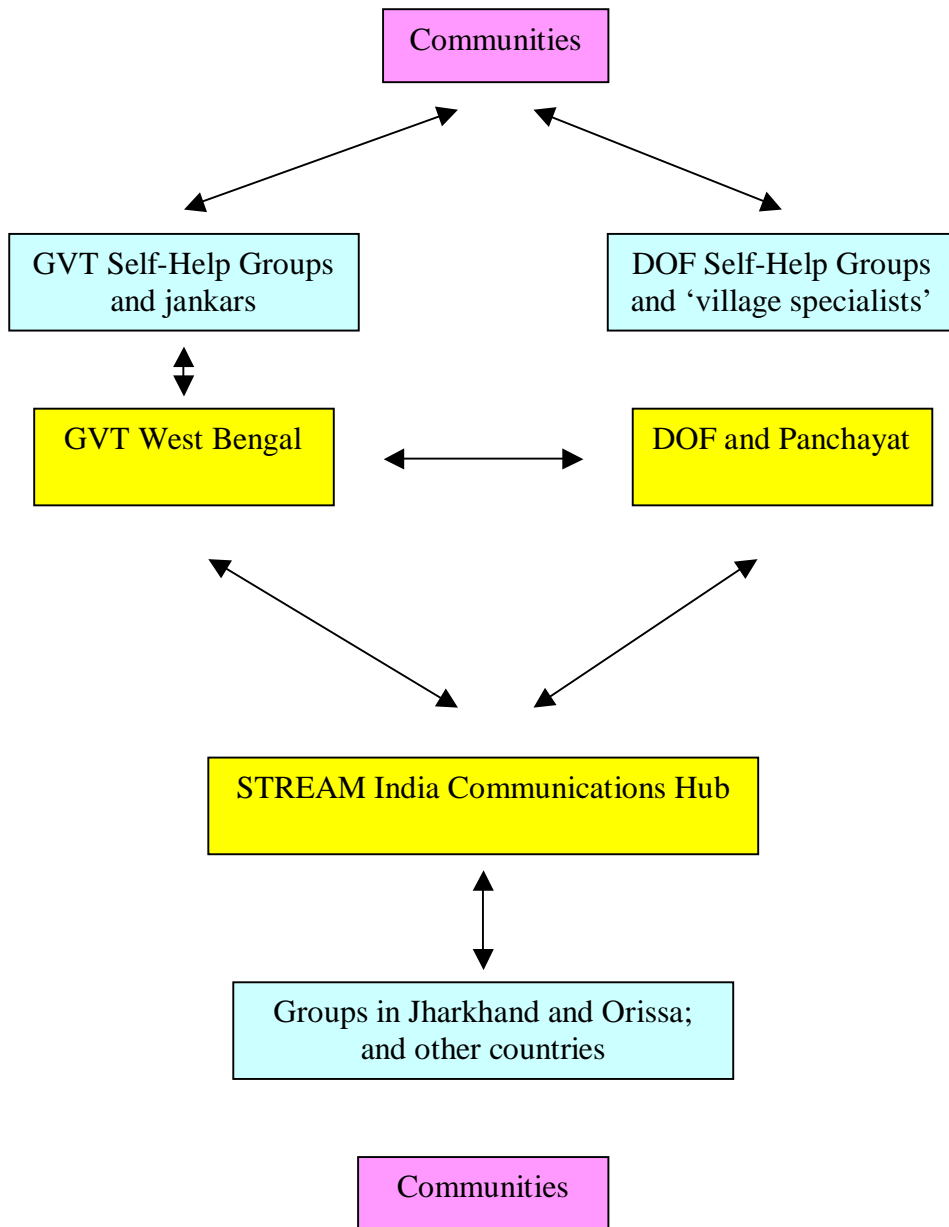 Communities
GVT Self-Help Groups
and jankars
DOF Self-Help Groups
and ‘village specialists’
GVT West Bengal
DOF and Panchayat
STREAM India Communications Hub
Groups in Jharkhand and Orissa;
and other countries
Communities